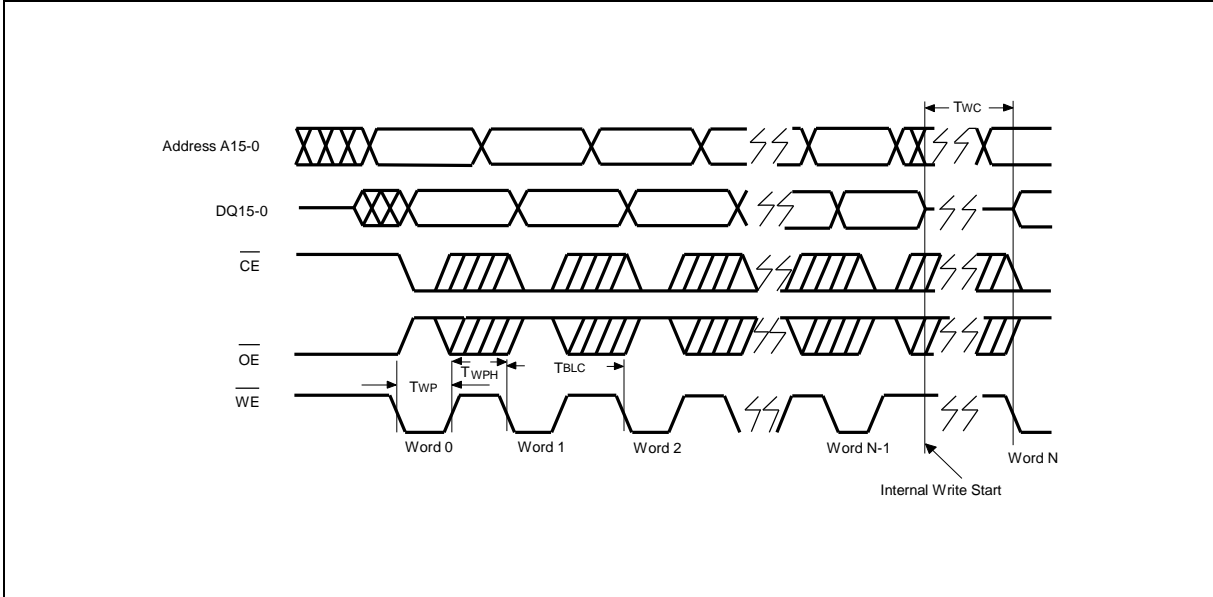 TWC
Address A15-0
DQ15-0
CE
OE
TWP
TWPH
TBLC
WE
Word 0
Word 1
Word 2
Word N-1
Word N
Internal Write Start